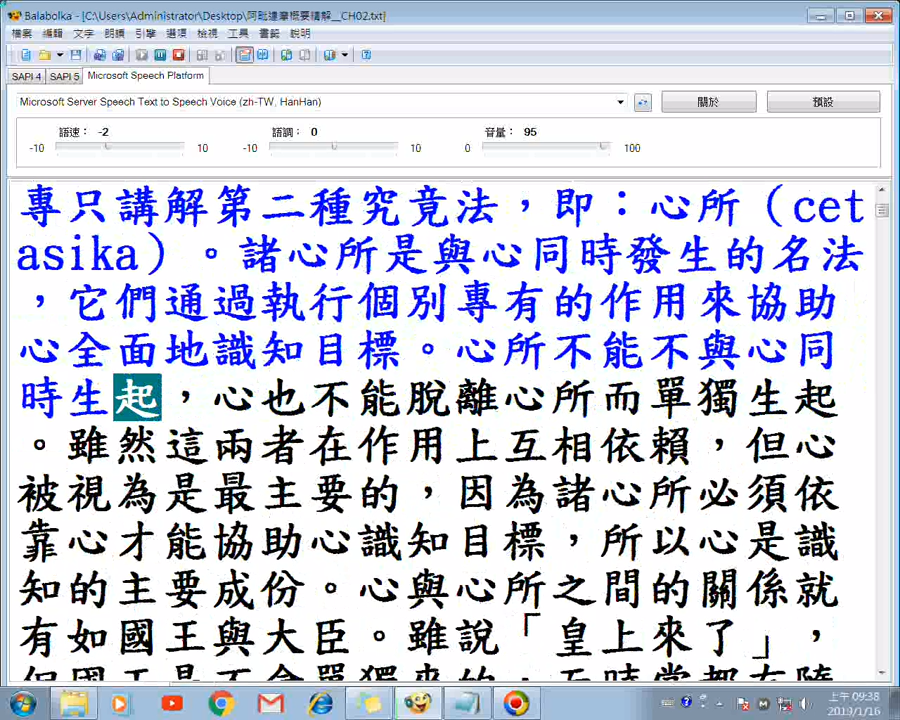 Balabolka - [C:\Users\Administrator\Desktop\阿毗達摩概要精解__CH02.txt]
檔案 編輯 文字 朗讀 引擎 選項 檢視 工具 書籤 說明
SAPI 4 SAPI 5 Microsoft Speech Platform
Microsoft Server Speech Text to Speech Voice (zh-TW, HanHan) 關於 預設
語速： -2 語調： 0 音量： 95
-10 10 -10 10 0 100
專只講解第二種究竟法，即：心所（cet
asika）。諸心所是與心同時發生的名法
，它們通過執行個別專有的作用來協助
心全面地識知目標。心所不能不與心同
時生起，心也不能脫離心所而單獨生起
。雖然這兩者在作用上互相依賴，但心
被視為是最主要的，因為諸心所必須依
靠心才能協助心識知目標，所以心是識
知的主要成份。心與心所之間的關係就
有如國王與大臣。雖說「皇上來了」，
上午 09:38
2019/1/16